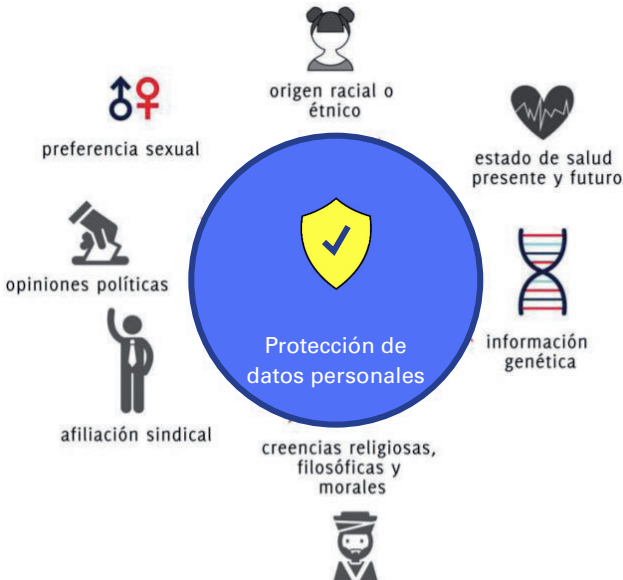 origen racial o
étnico
preferencia sexual
estado de salud
presente y futuro
opiniones políticas
Protección de
datos personales
información
genética
afiliación sindical
creencias religiosas,
filosóficas y
morales